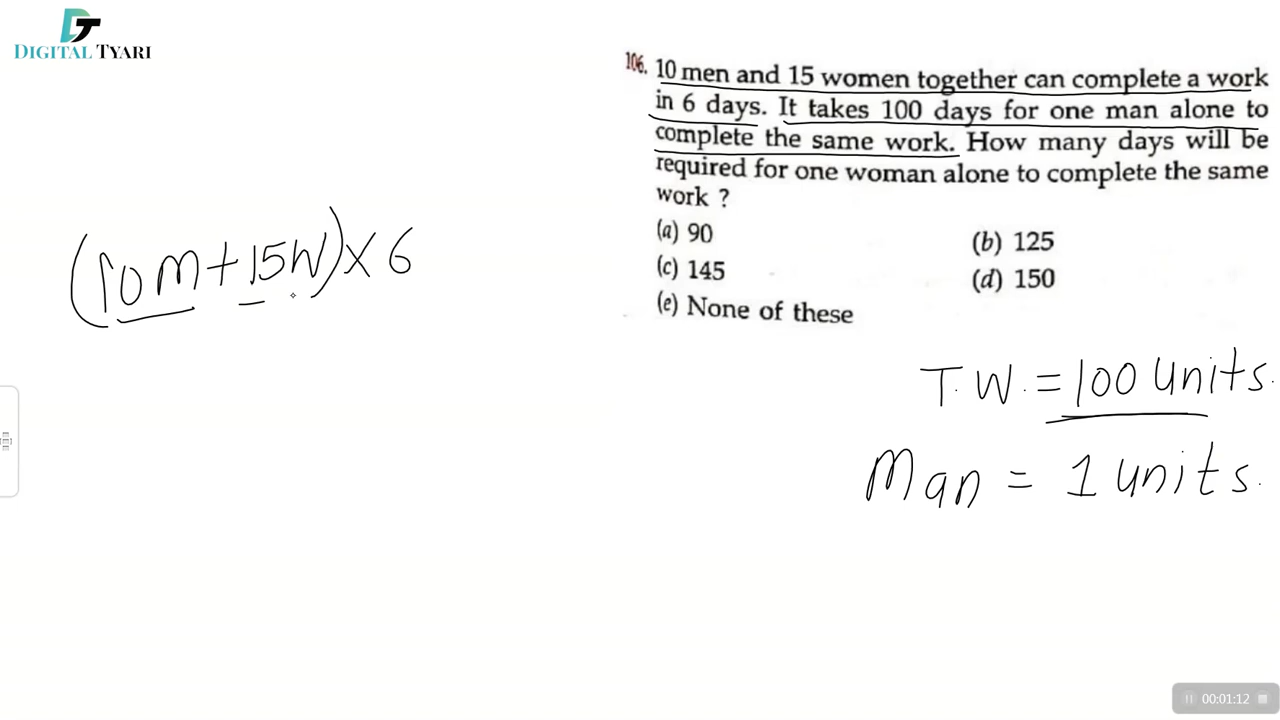 DIGITAL TYARI
106. 10 men and 15 women together can complete a work
in 6 days. It takes 100 days for one man alone to
complete the same work. How many days will be
required for one woman alone to complete the same
work ?
(a) 90
(b) 125
(c) 145
(d) 150
(e) None of these
(10M+15W)×6
T.W. = 100 units.
Man = 1 units.
00:01:12